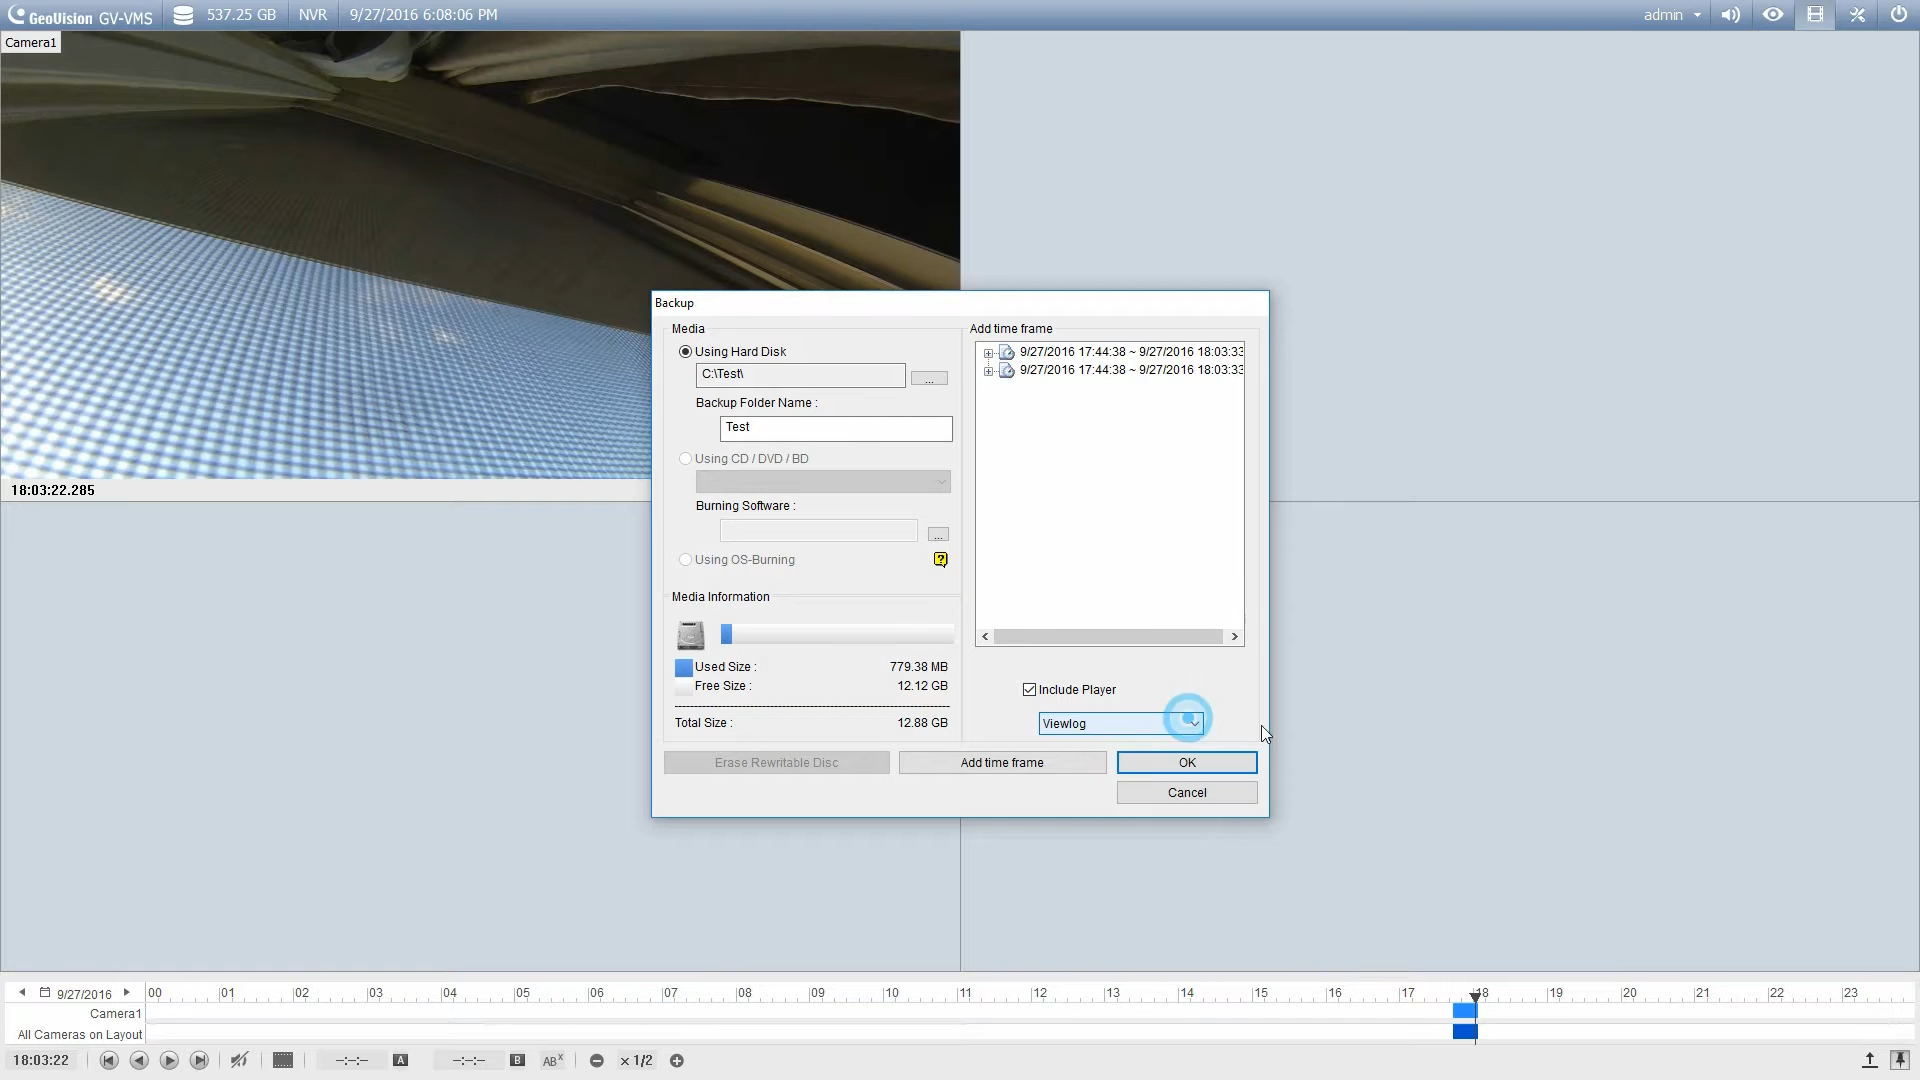 GeoVision GV-VMS 537.25 GB NVR 9/27/2016 6:08:06 PM admin
Camera1
Backup
Media
Using Hard Disk
C:\Test\
...
Backup Folder Name :
Test
Using CD / DVD / BD
Burning Software :
...
Using OS-Burning
?
Media Information
Used Size : 779.38 MB
Free Size : 12.12 GB
Total Size : 12.88 GB
Add time frame
9/27/2016 17:44:38 ~ 9/27/2016 18:03:33
9/27/2016 17:44:38 ~ 9/27/2016 18:03:33
Include Player
Viewlog
Erase Rewritable Disc
Add time frame
OK
Cancel
18:03:22.285
9/27/2016 00 01 02 03 04 05 06 07 08 09 10 11 12 13 14 15 16 17 18 19 20 21 22 23
Camera1
All Cameras on Layout
18:03:22 --:--:-- A --:--:-- B ABx x 1/2